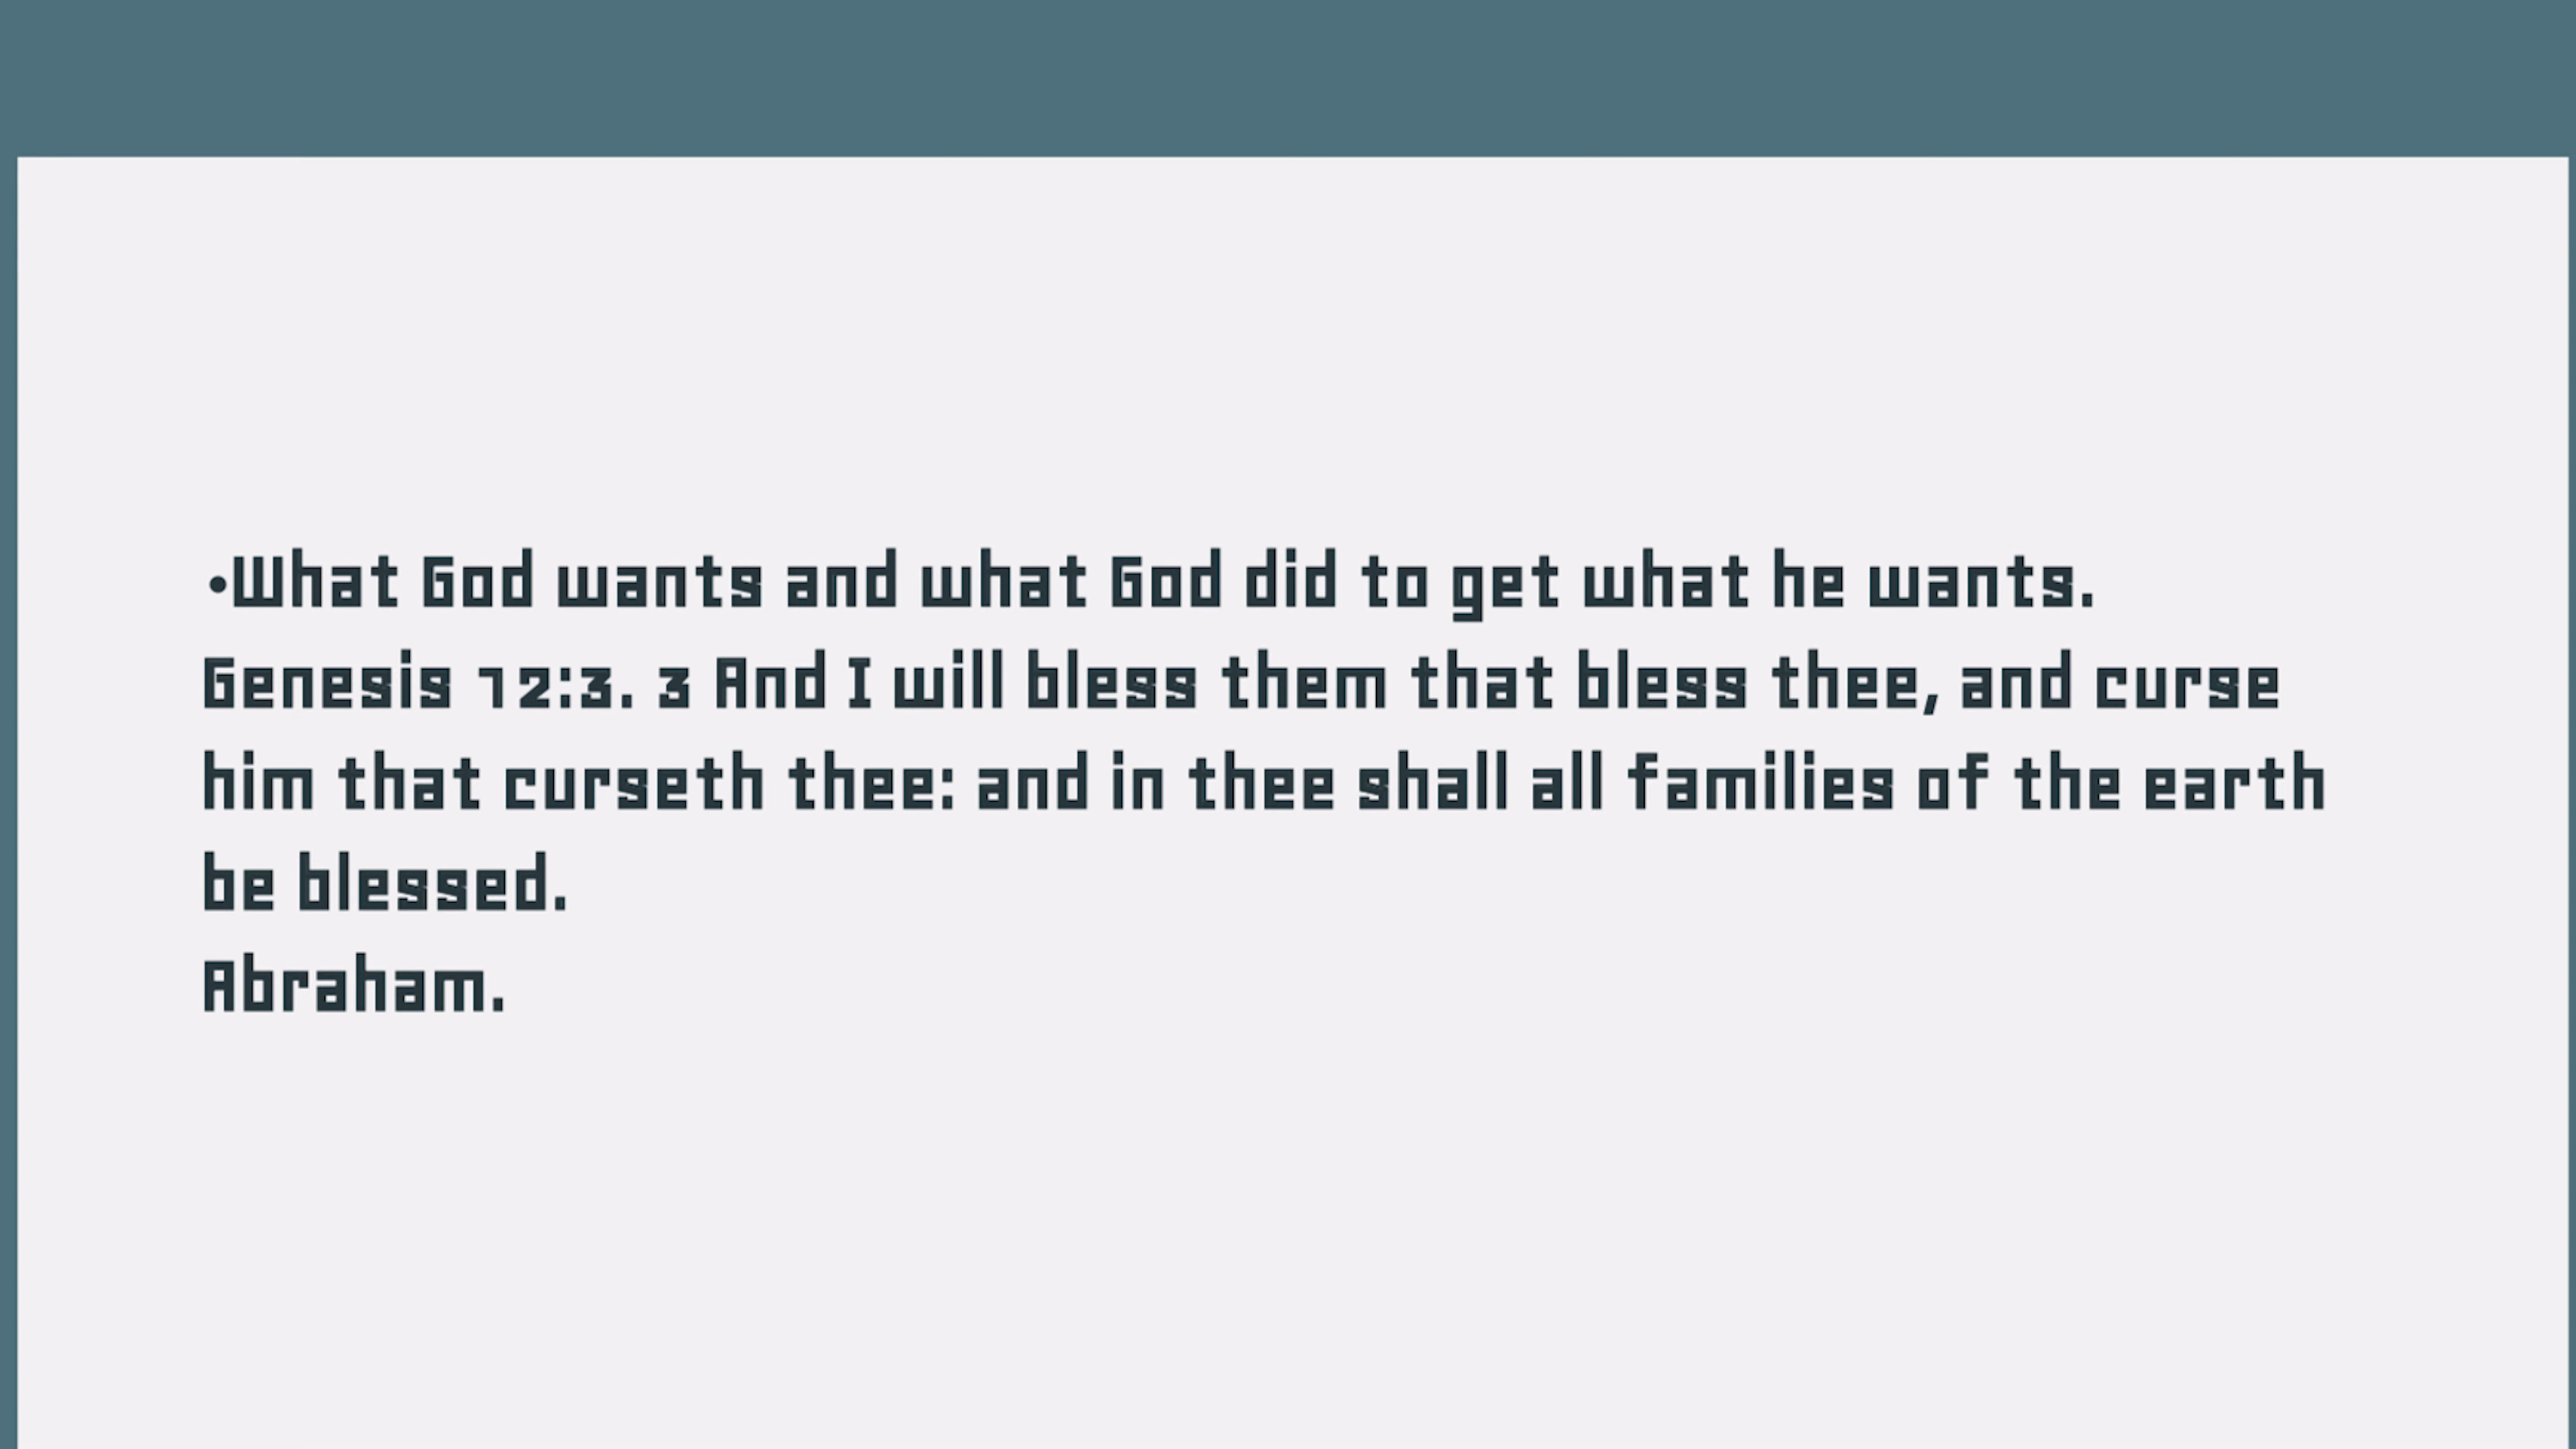 •What God wants and what God did to get what he wants.
Genesis 12:3. 3 And I will bless them that bless thee, and curse
him that curseth thee: and in thee shall all families of the earth
be blessed.
Abraham.